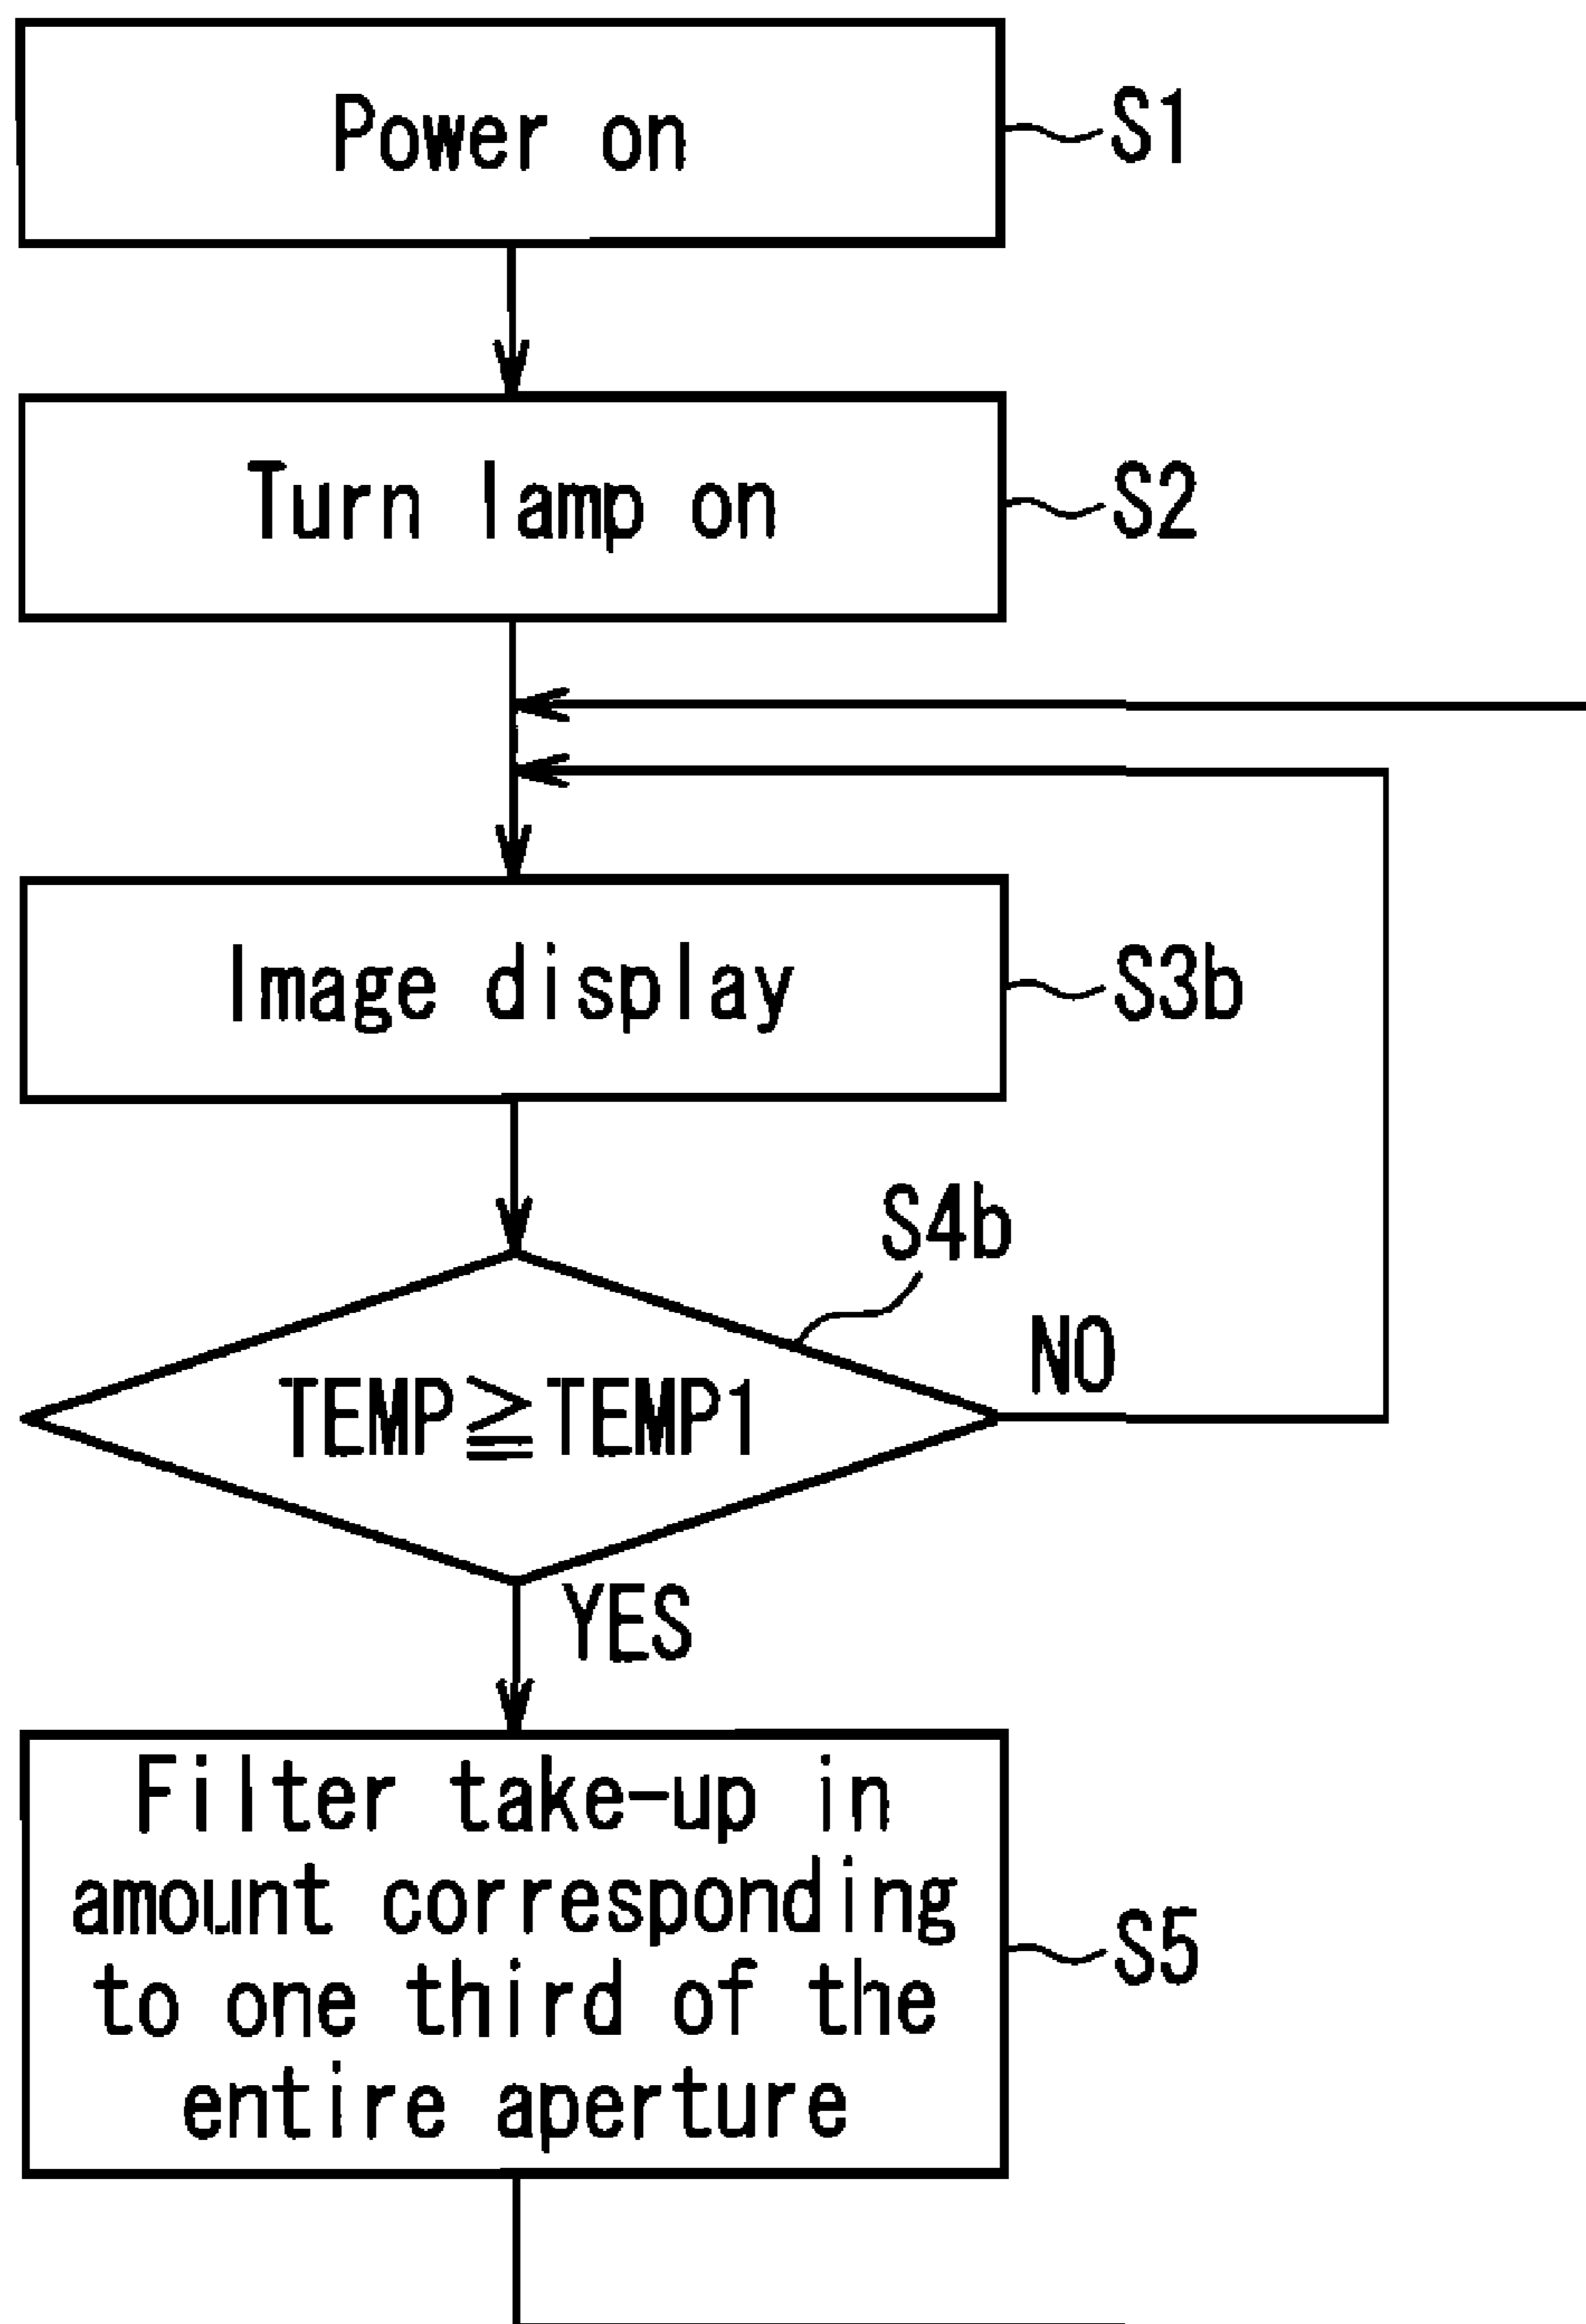 Power on
S1
Turn lamp on
S2
Image display
S3b
S4b
TEMP≧TEMP1
NO
YES
Filter take-up in
amount corresponding
to one third of the
entire aperture
S5